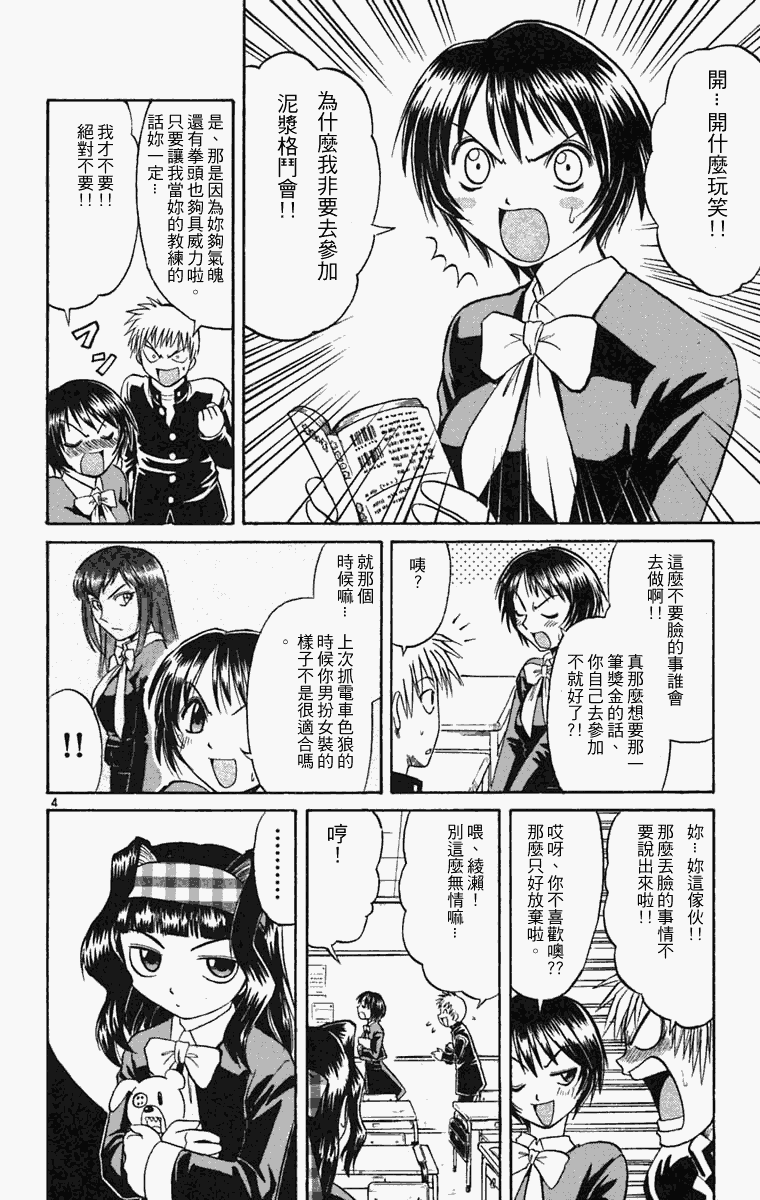 開…開什麼玩笑!!
為什麼我非要去參加
泥漿格鬥會!!
是、那是因為妳夠氣魄
還有拳頭也夠具威力啦。
只要讓我當妳的教練的
話妳一定…
我才不要!!
絕對不要!!
フン
這麼不要臉的事誰會
去做啊!!
真那麼想要那一
筆獎金的話、
你自己去參加
不就好了?!
咦?
就那個
時候嘛…
上次抓電車色狼的
時候你男扮女裝的
樣子不是很適合嗎
。
!!
4
妳…妳這傢伙!!
那麼丟臉的事情不
要說出來啦!!
哎呀、你不喜歡噢??
那麼只好放棄啦。
喂、綾瀨!
別這麼無情嘛…
哼!
………